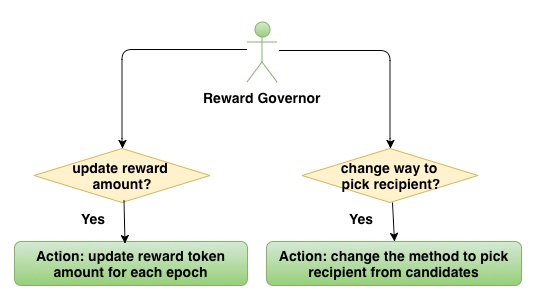 Reward Governor
update reward
amount?
change way to
pick recipient?
Yes
Yes
Action: update reward token
amount for each epoch
Action: change the method to pick
recipient from candidates